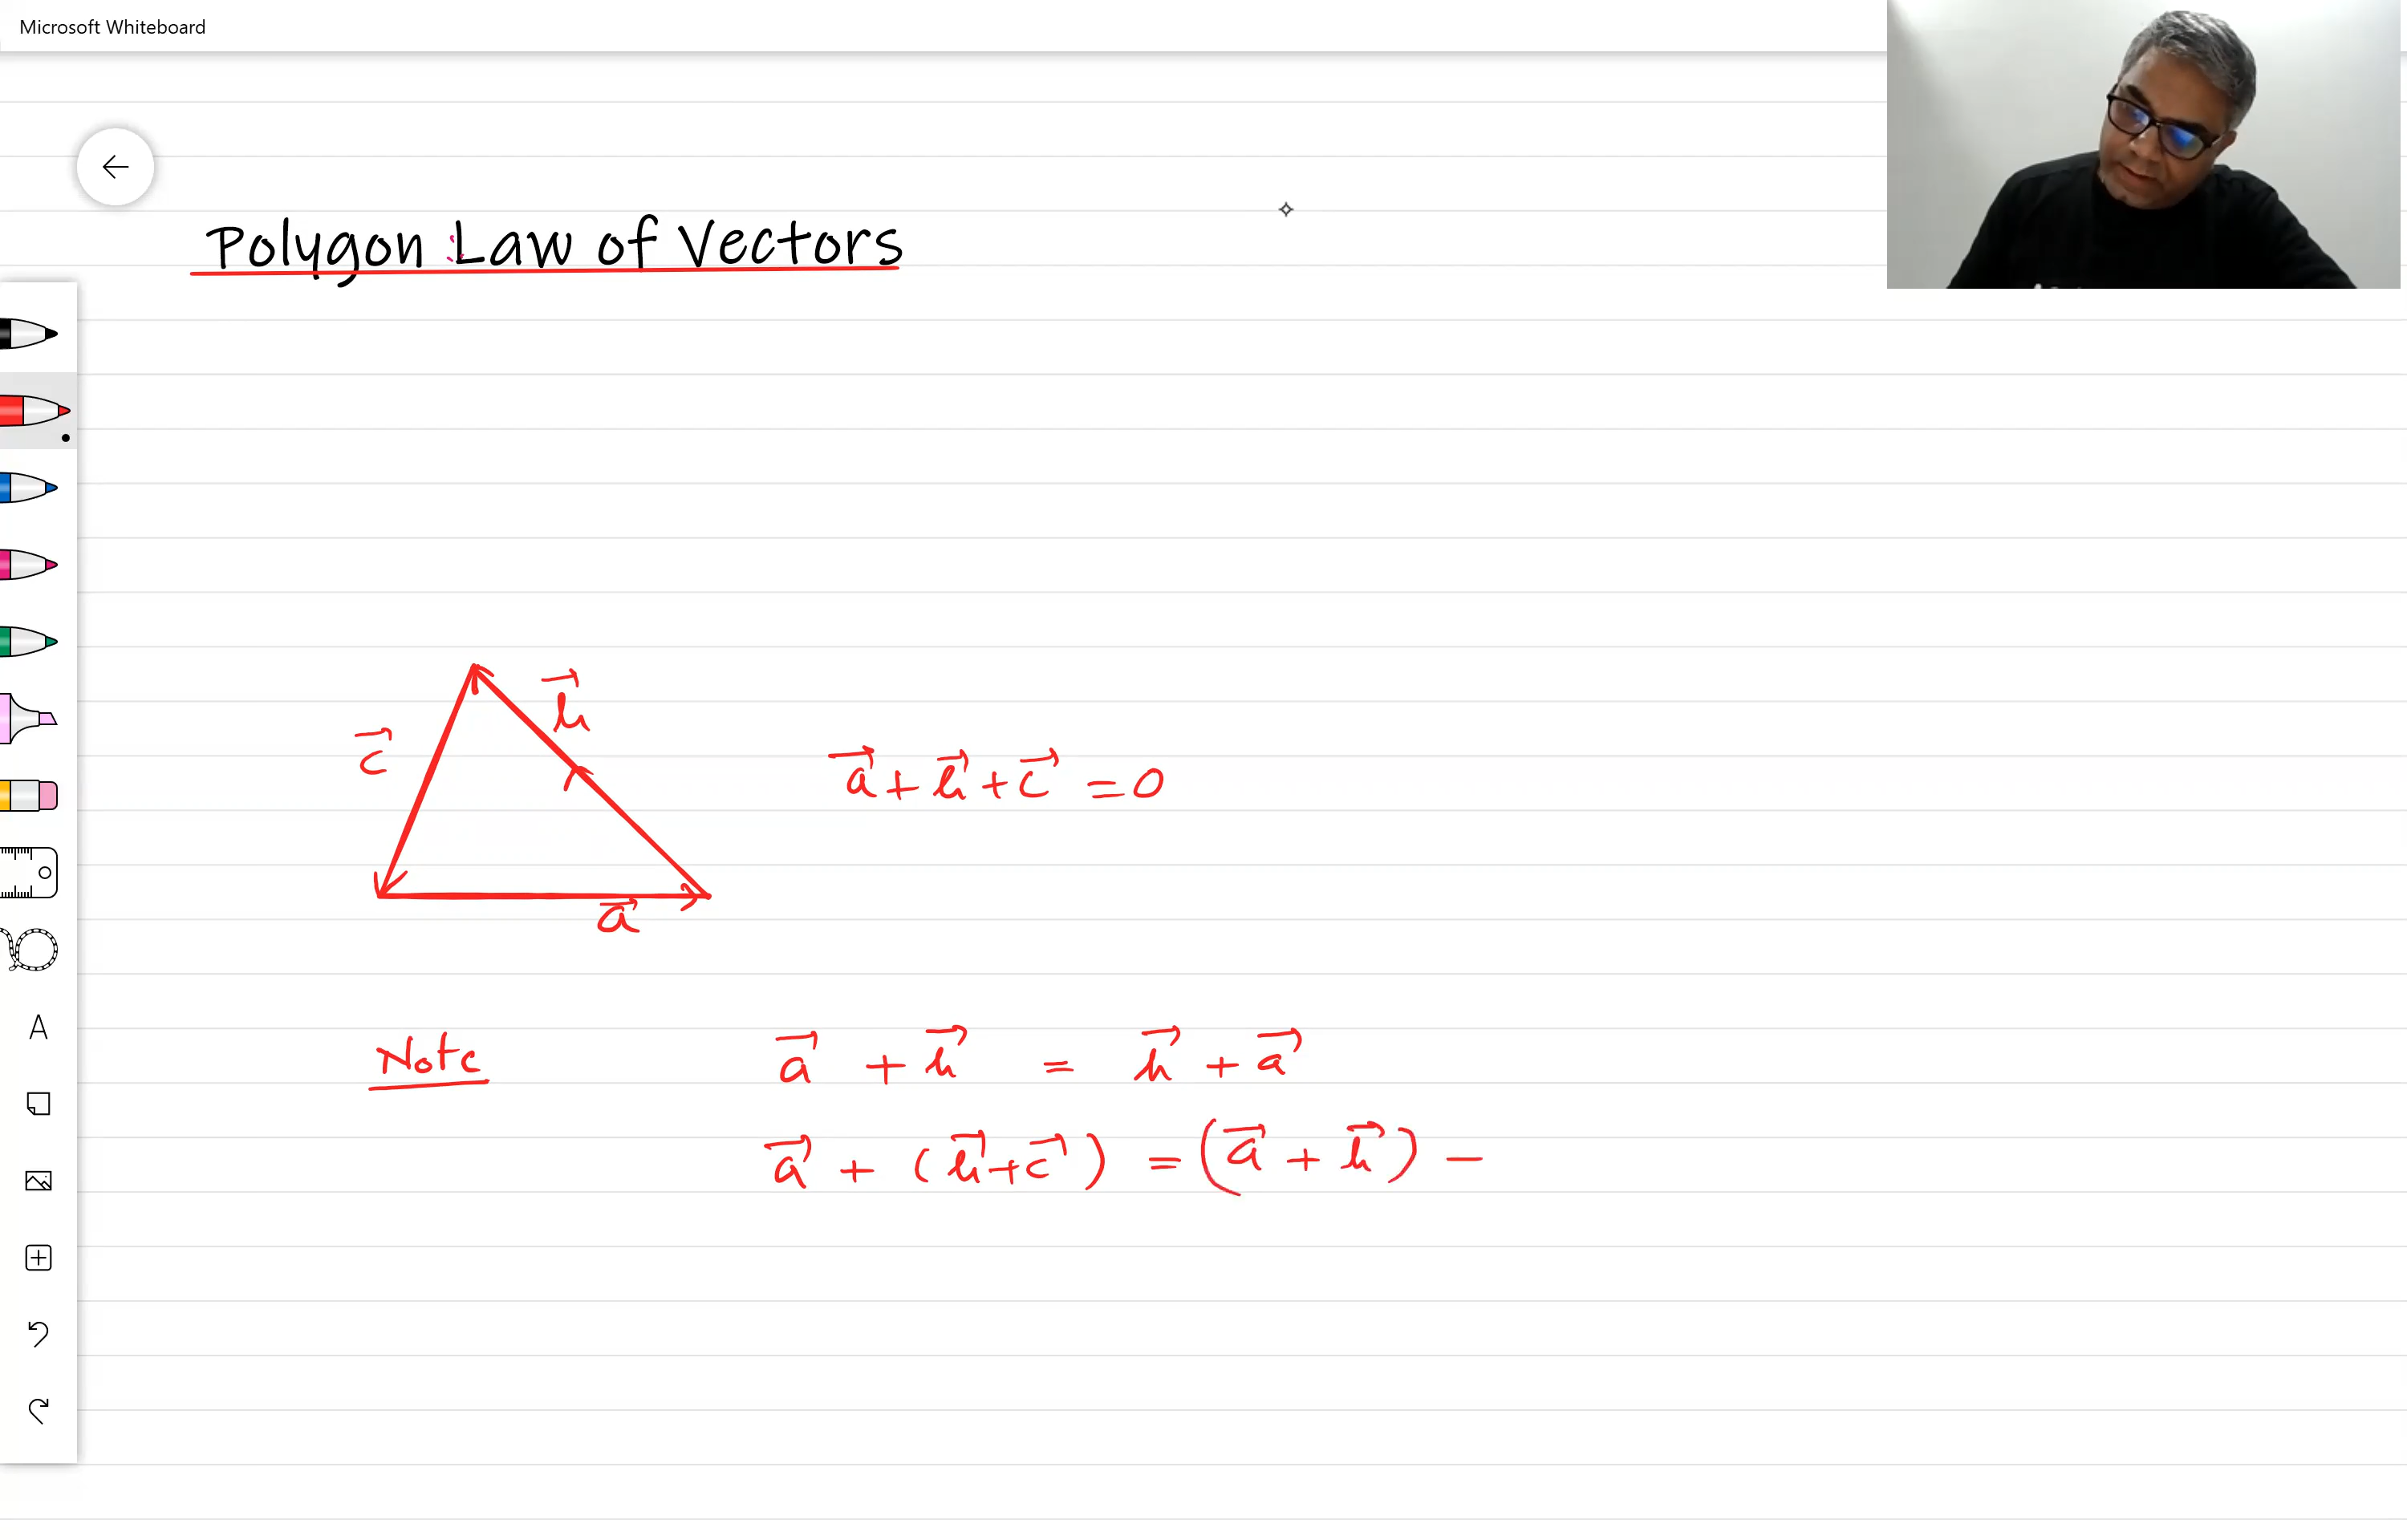 Microsoft Whiteboard
Polygon Law of Vectors
b⃗
c⃗
a⃗ + b⃗ + c⃗ = 0
a⃗
Note
a⃗ + b⃗ = b⃗ + a⃗
a⃗ + (b⃗ + c⃗) = (a⃗ + b⃗) −
A